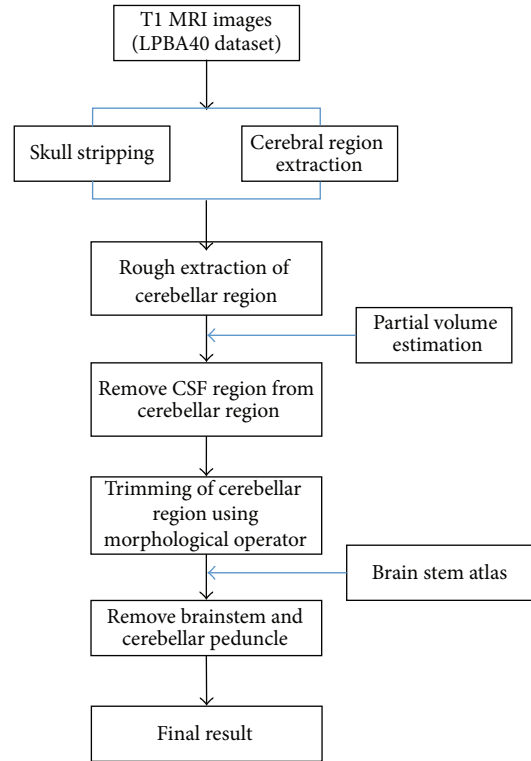 T1 MRI images
(LPBA40 dataset)
Skull stripping
Cerebral region
extraction
Rough extraction of
cerebellar region
Partial volume
estimation
Remove CSF region from
cerebellar region
Trimming of cerebellar
region using
morphological operator
Brain stem atlas
Remove brainstem and
cerebellar peduncle
Final result